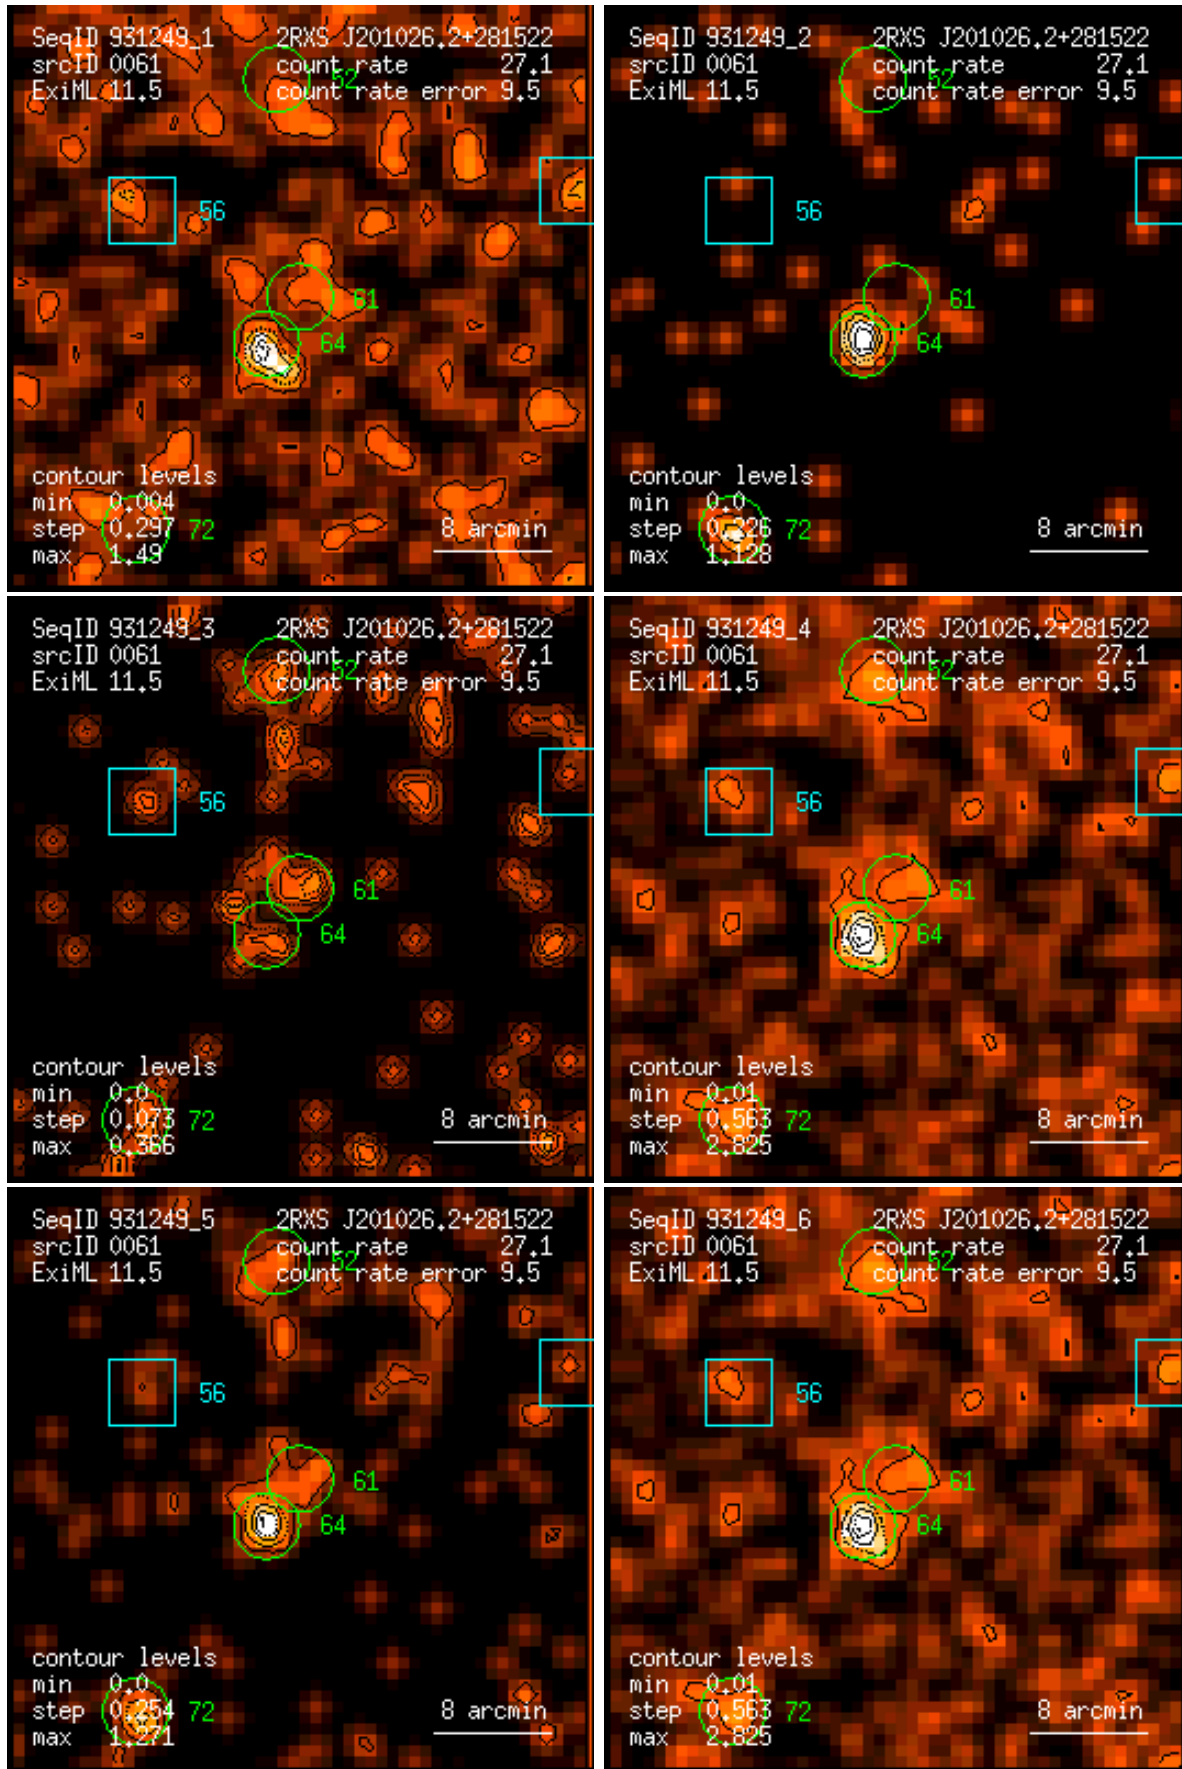 SeqID 931249_1 2RXS J201026.2+281522
srcID 0061 count rate 27.1
ExiML 11.5 count rate error 9.5
52
56
61
64
contour levels
min 0.004
step 0.297 72 8 arcmin
max 1.49
SeqID 931249_2 2RXS J201026.2+281522
srcID 0061 count rate 27.1
ExiML 11.5 count rate error 9.5
52
56
61
64
contour levels
min 0.0
step 0.226 72 8 arcmin
max 1.128
SeqID 931249_3 2RXS J201026.2+281522
srcID 0061 count rate 27.1
ExiML 11.5 count rate error 9.5
52
56
61
64
contour levels
min 0.0
step 0.073 72 8 arcmin
max 0.366
SeqID 931249_4 2RXS J201026.2+281522
srcID 0061 count rate 27.1
ExiML 11.5 count rate error 9.5
52
56
61
64
contour levels
min 0.01
step 0.563 72 8 arcmin
max 2.825
SeqID 931249_5 2RXS J201026.2+281522
srcID 0061 count rate 27.1
ExiML 11.5 count rate error 9.5
52
56
61
64
contour levels
min 0.0
step 0.254 72 8 arcmin
max 1.271
SeqID 931249_6 2RXS J201026.2+281522
srcID 0061 count rate 27.1
ExiML 11.5 count rate error 9.5
52
56
61
64
contour levels
min 0.01
step 0.563 72 8 arcmin
max 2.825